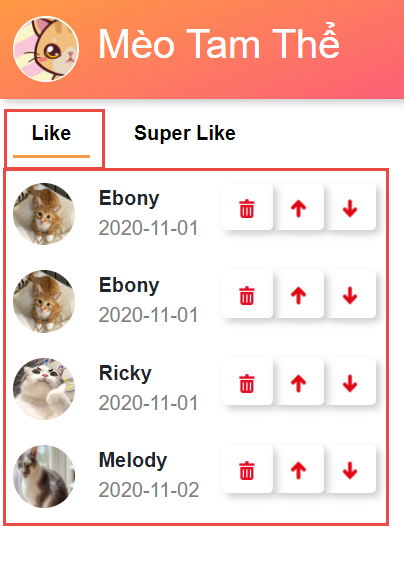 Mèo Tam Thể
Like Super Like
Ebony
2020-11-01
Ebony
2020-11-01
Ricky
2020-11-01
Melody
2020-11-02